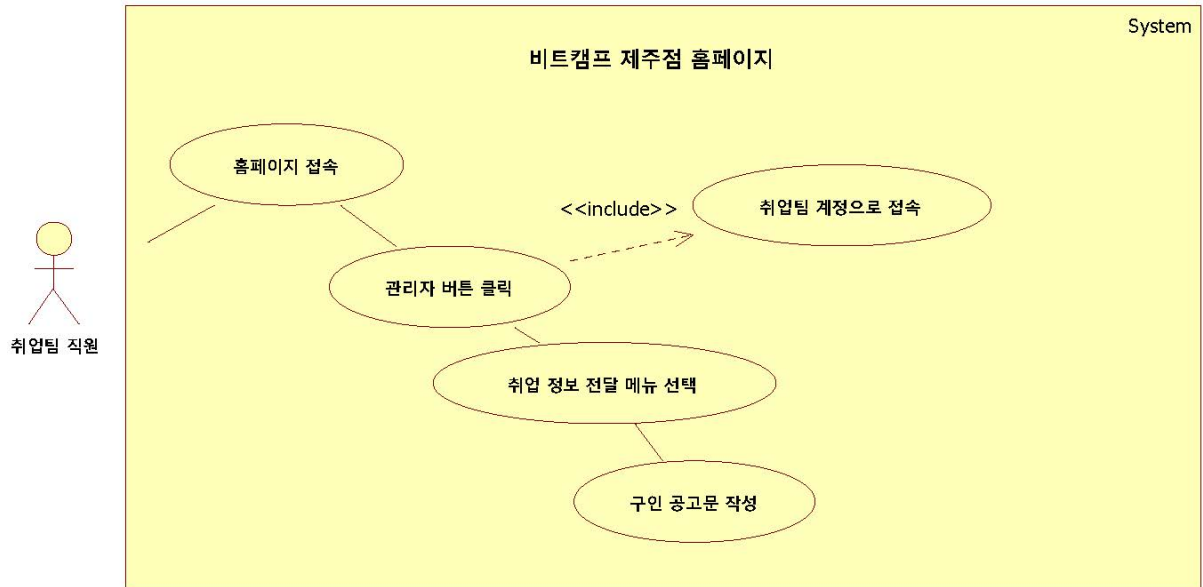 System
비트캠프 제주점 홈페이지
홈페이지 접속
<<include>>
취업팀 계정으로 접속
관리자 버튼 클릭
취업팀 직원
취업 정보 전달 메뉴 선택
구인 공고문 작성